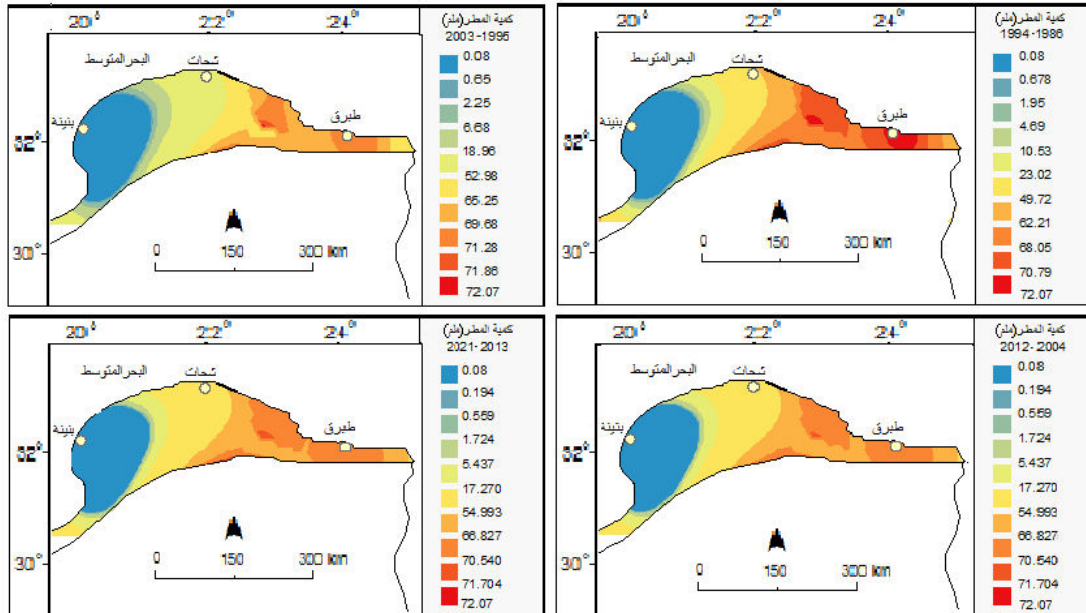 20° 22° 24°
كمية المطر(ملم)
2003-1995
البحر المتوسط
شحات
طبرق
بنينة
32°
30°
0 150 300 km
0.08
0.65
2.25
6.68
18.96
52.98
65.25
69.68
71.28
71.86
72.07
20° 22° 24°
كمية المطر(ملم)
1994-1986
البحر المتوسط
شحات
طبرق
بنينة
32°
30°
0 150 300 km
0.08
0.678
1.95
4.69
10.53
23.02
49.72
62.21
68.05
70.79
72.07
20° 22° 24°
كمية المطر(ملم)
2021-2013
البحر المتوسط
شحات
طبرق
بنينة
32°
30°
0 150 300 km
0.08
0.194
0.559
1.724
5.437
17.270
54.993
66.827
70.540
71.704
72.07
20° 22° 24°
كمية المطر(ملم)
2012-2004
البحر المتوسط
شحات
طبرق
بنينة
32°
30°
0 150 300 km
0.08
0.194
0.559
1.724
5.437
17.270
54.993
66.827
70.540
71.704
72.07